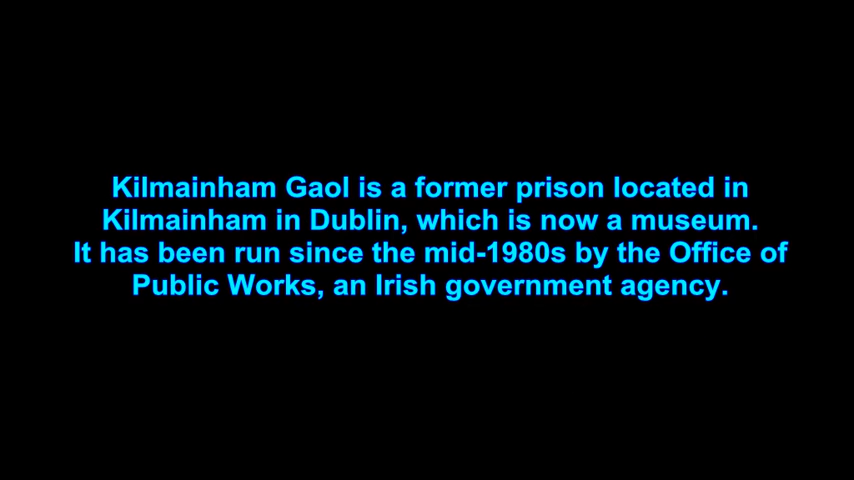 Kilmainham Gaol is a former prison located in
Kilmainham in Dublin, which is now a museum.
It has been run since the mid-1980s by the Office of
Public Works, an Irish government agency.